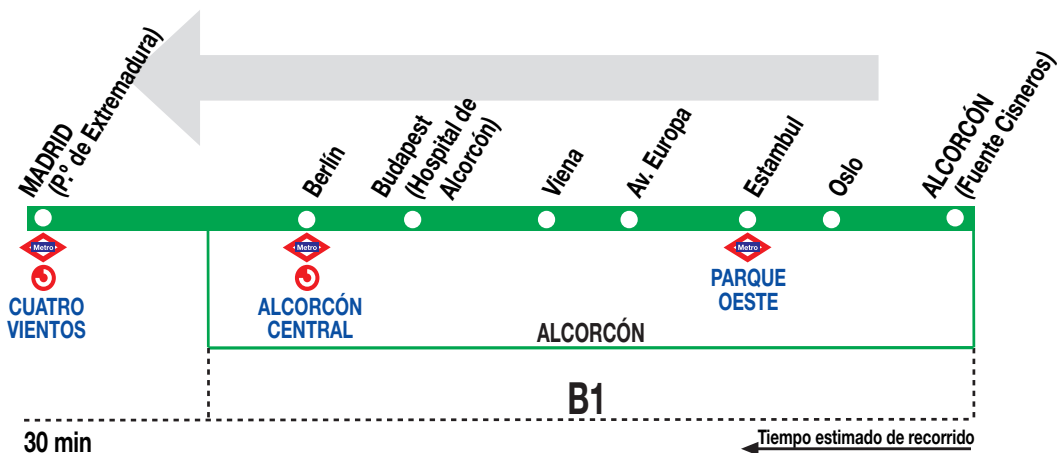 MADRID
(P.º de Extremadura)
Berlín
Budapest
(Hospital de
Alcorcón)
Viena
Av. Europa
Estambul
Oslo
ALCORCÓN
(Fuente Cisneros)
Metro
CUATRO
VIENTOS
Metro
ALCORCÓN
CENTRAL
Metro
PARQUE
OESTE
ALCORCÓN
B1
30 min
Tiempo estimado de recorrido